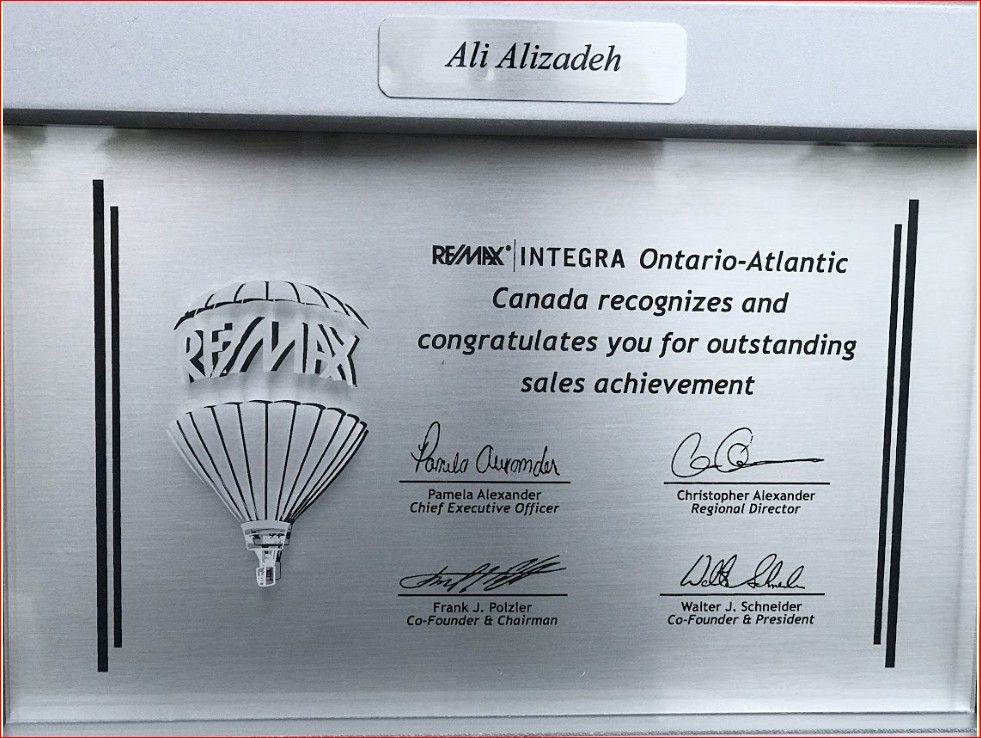 Ali Alizadeh
RE/MAX® INTEGRA Ontario-Atlantic
Canada recognizes and
congratulates you for outstanding
sales achievement
RE/MAX
Pamela Alexander
Pamela Alexander
Chief Executive Officer
Christopher Alexander
Regional Director
Frank J. Polzler
Co-Founder & Chairman
Walter Schneider
Walter J. Schneider
Co-Founder & President